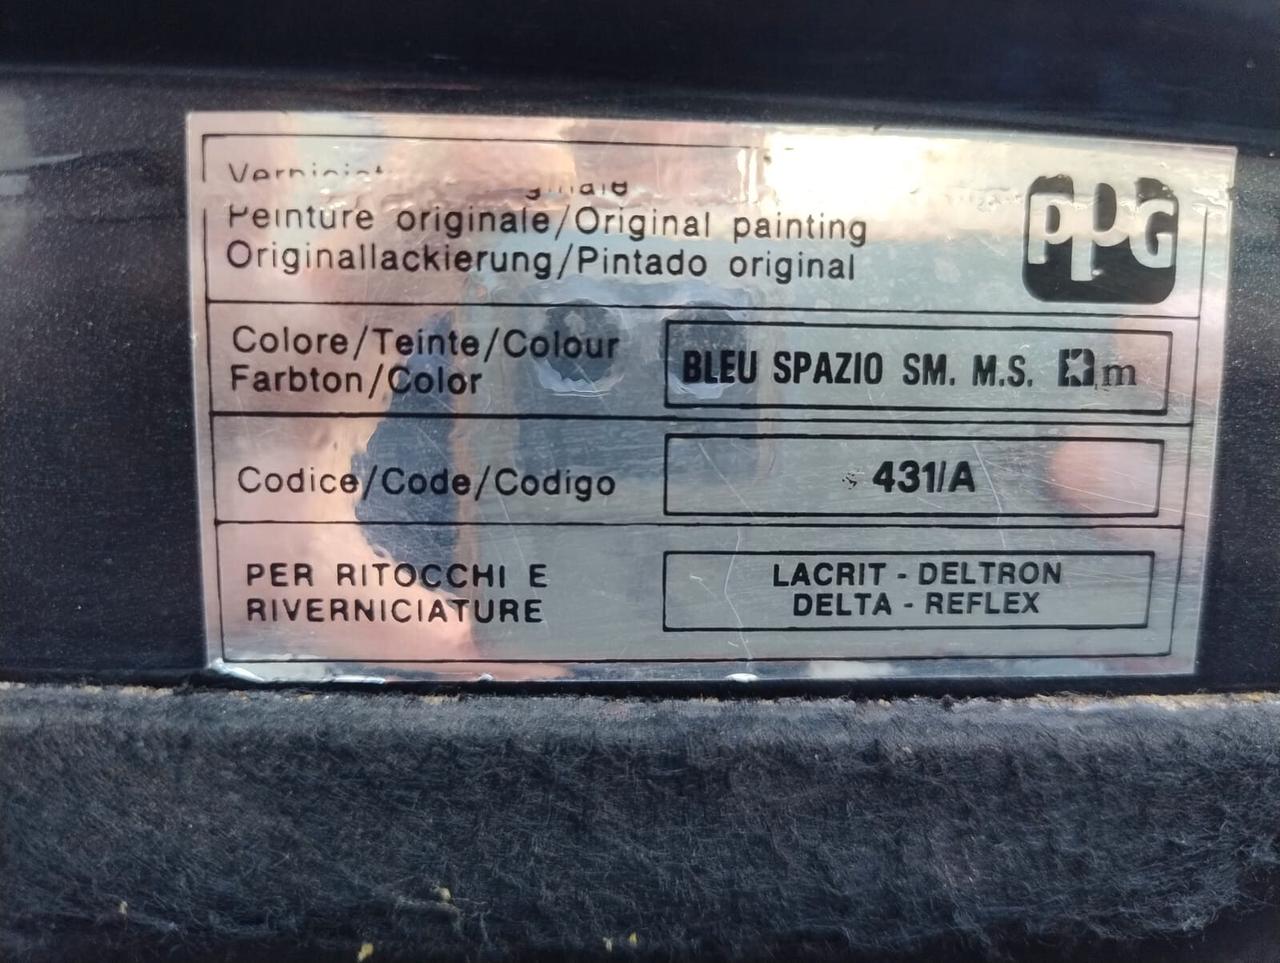 Peinture originale/Original painting
Originallackierung/Pintado original
PPG
Colore/Teinte/Colour
Farbton/Color
BLEU SPAZIO SM. M.S. m
Codice/Code/Codigo
431/A
PER RITOCCHI E
RIVERNICIATURE
LACRIT - DELTRON
DELTA - REFLEX